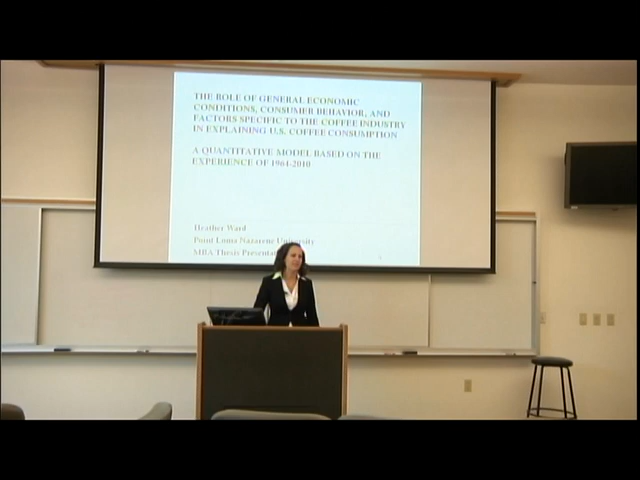 THE ROLE OF GENERAL ECONOMIC
CONDITIONS, CONSUMER BEHAVIOR, AND
FACTORS SPECIFIC TO THE COFFEE INDUSTRY
IN EXPLAINING U.S. COFFEE CONSUMPTION
A QUANTITATIVE MODEL BASED ON THE
EXPERIENCE OF 1964-2010
Heather Ward
Point Loma Nazarene University
MBA Thesis Presentat